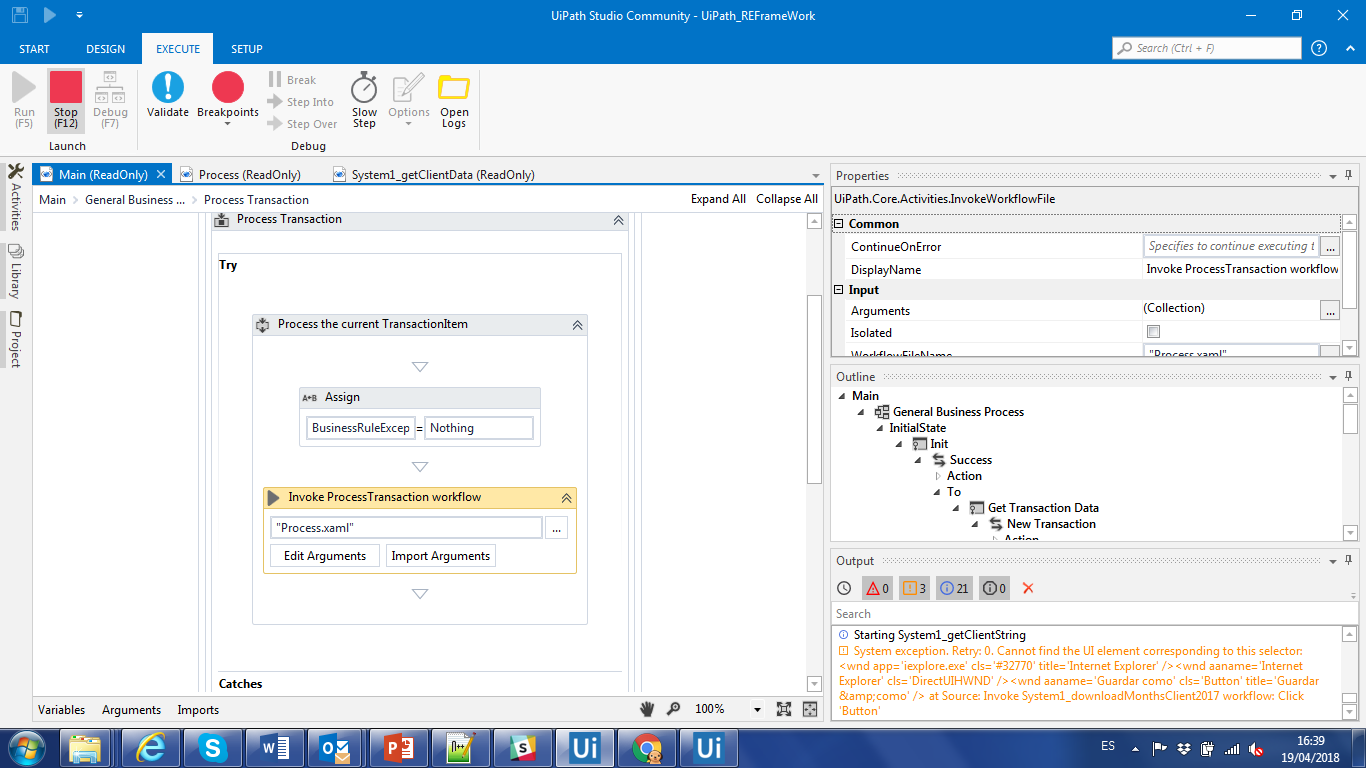 UiPath Studio Community - UiPath_REFrameWork
START DESIGN EXECUTE SETUP
Search (Ctrl + F)
Run (F5)
Stop (F12)
Debug (F7)
Launch
Validate
Breakpoints
Break
Step Into
Step Over
Slow Step
Options
Open Logs
Debug
Activities
Library
Project
Main (ReadOnly)
Process (ReadOnly)
System1_getClientData (ReadOnly)
Main > General Business ... > Process Transaction
Expand All Collapse All
Process Transaction
Try
Process the current TransactionItem
A+B Assign
BusinessRuleExcep = Nothing
Invoke ProcessTransaction workflow
"Process.xaml" ...
Edit Arguments Import Arguments
Catches
Variables Arguments Imports
100%
Properties
UiPath.Core.Activities.InvokeWorkflowFile
Common
ContinueOnError Specifies to continue executing t ...
DisplayName Invoke ProcessTransaction workflow
Input
Arguments (Collection) ...
Isolated
WorkflowFileName "Process.xaml"
Outline
Main
General Business Process
InitialState
Init
Success
Action
To
Get Transaction Data
New Transaction
Action
Output
0 3 21 0
Search
Starting System1_getClientString
System exception. Retry: 0. Cannot find the UI element corresponding to this selector:
<wnd app='iexplore.exe' cls='#32770' title='Internet Explorer' /><wnd aaname='Internet
Explorer' cls='DirectUIHWND' /><wnd aaname='Guardar como' cls='Button' title='Guardar
&amp;como' /> at Source: Invoke System1_downloadMonthsClient2017 workflow: Click
'Button'
ES
16:39
19/04/2018